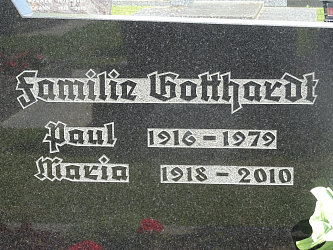 Familie Gotthardt
Paul 1916-1979
Maria 1918-2010